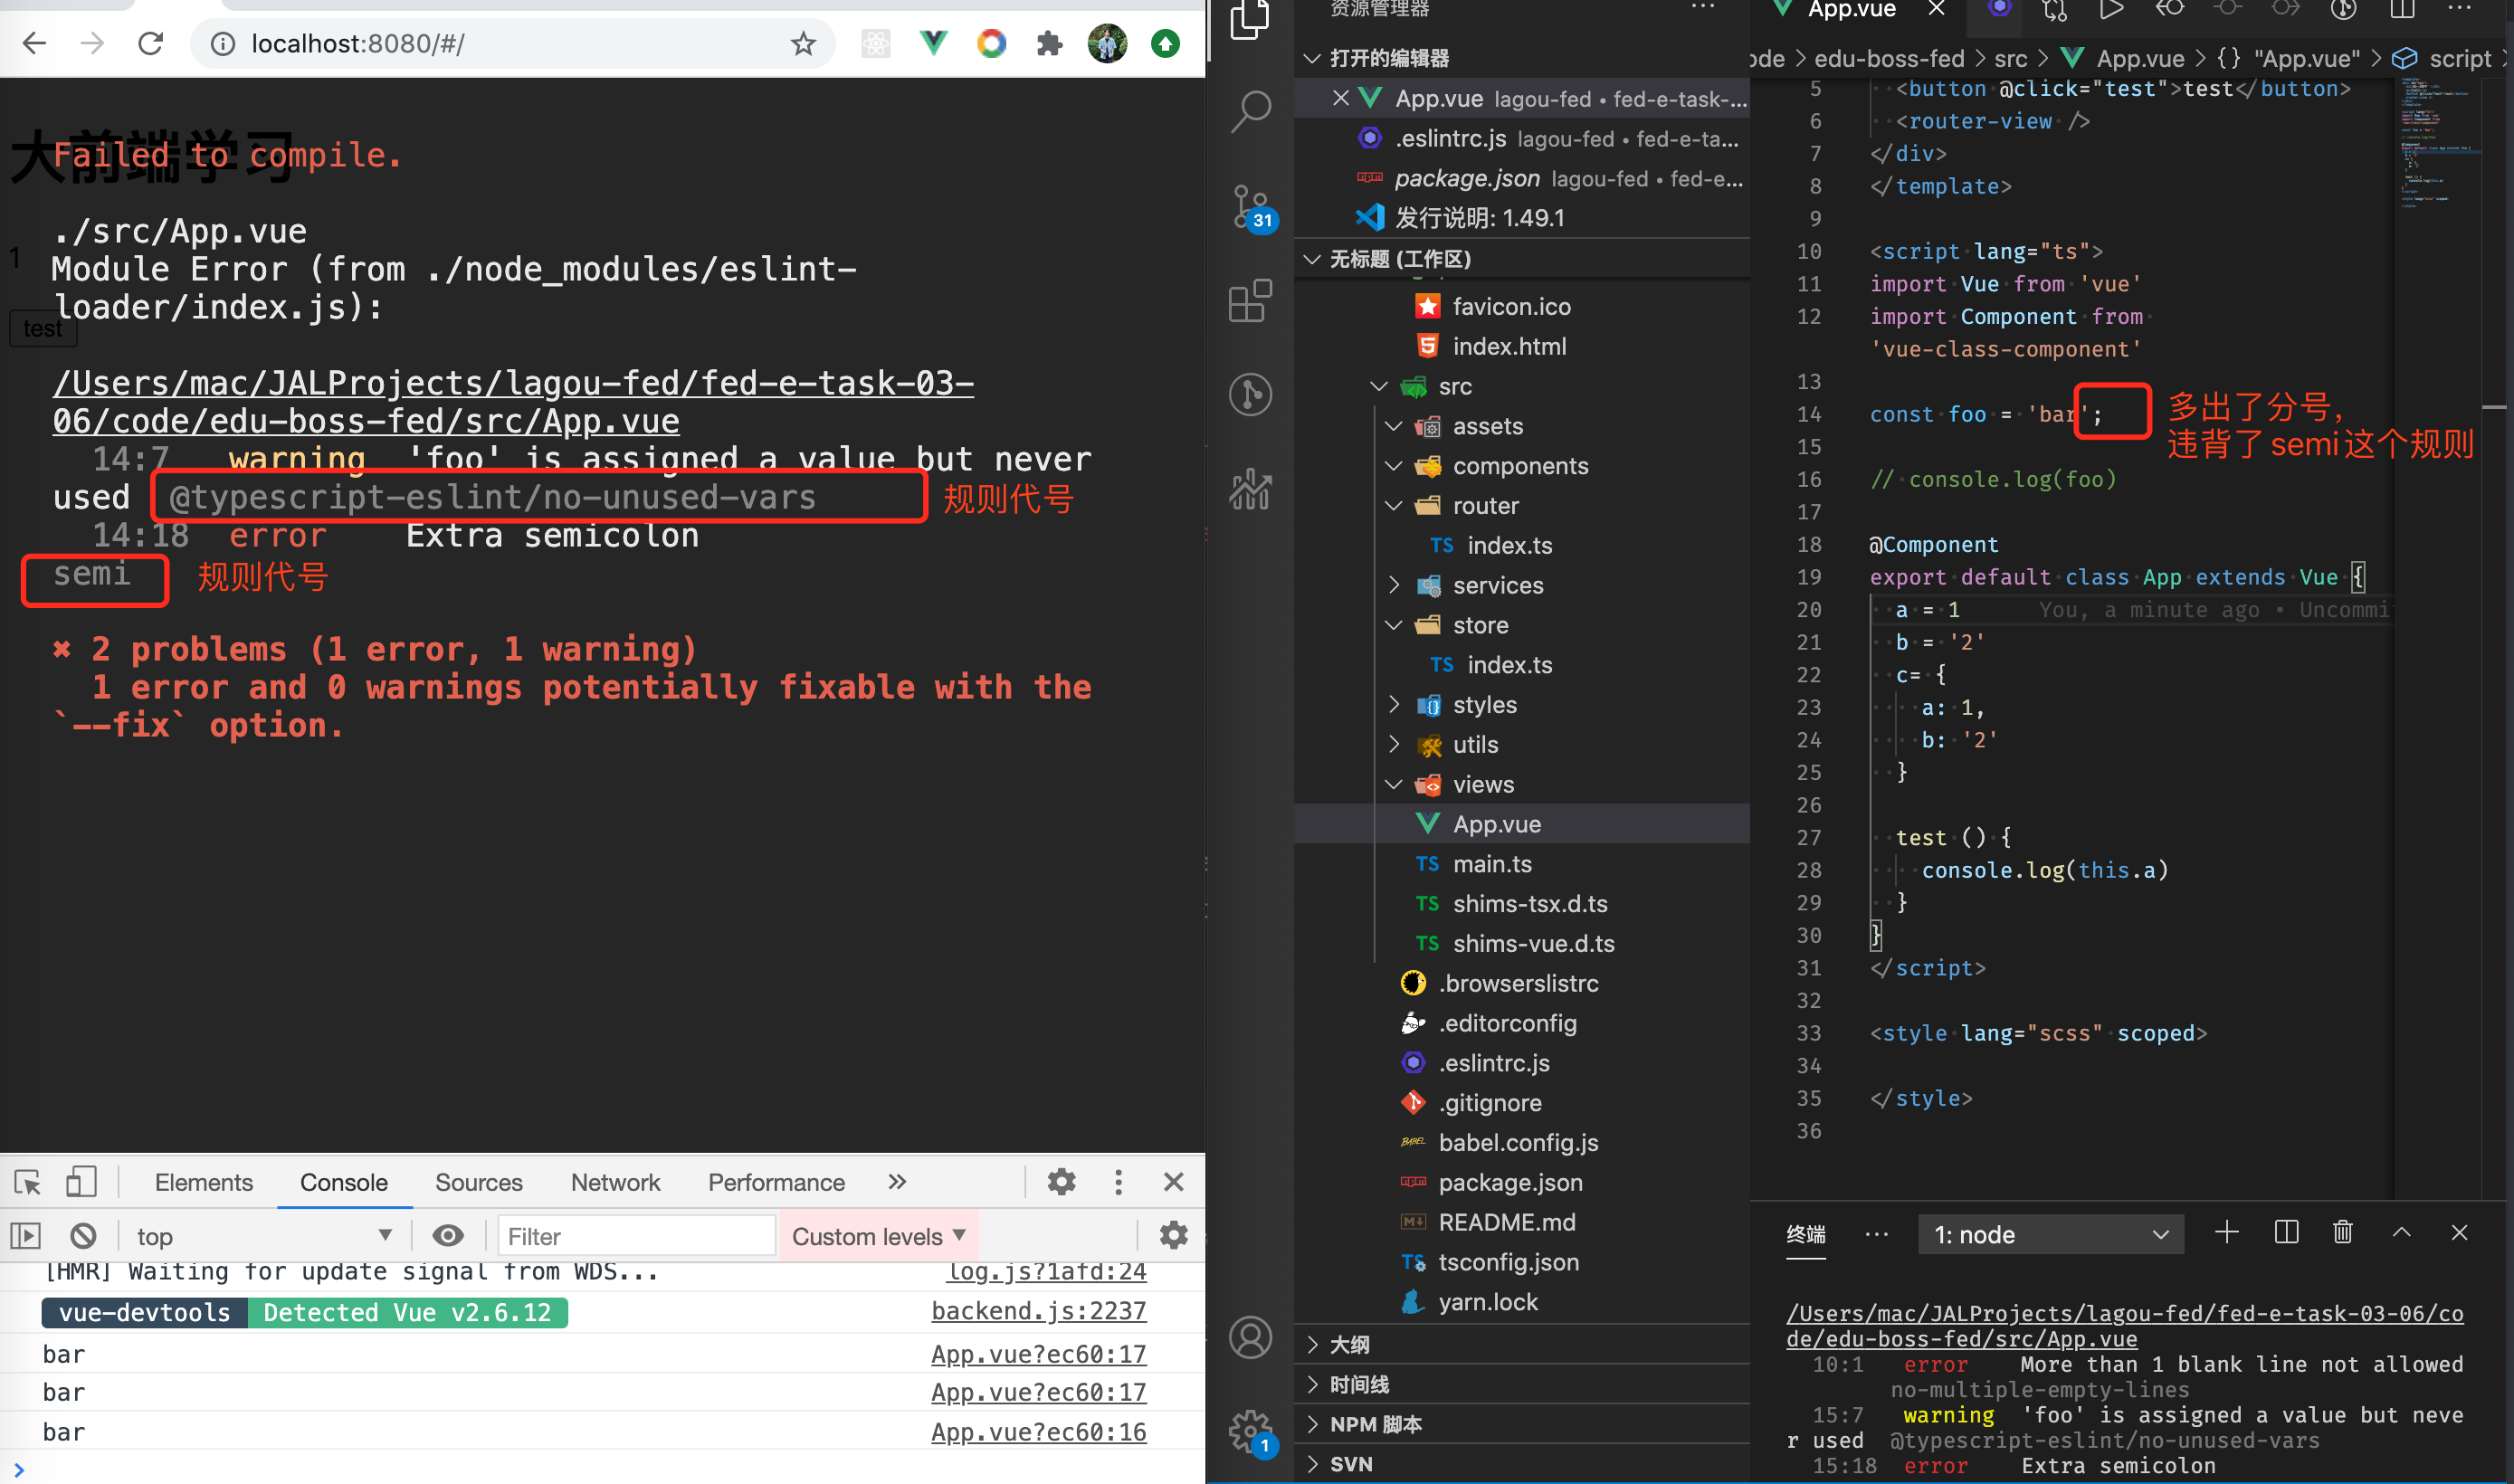 localhost:8080/#/
大前端学习
Failed to compile.
./src/App.vue
1
Module Error (from ./node_modules/eslint-
loader/index.js):
test
/Users/mac/JALProjects/lagou-fed/fed-e-task-03-
06/code/edu-boss-fed/src/App.vue
14:7 warning 'foo' is assigned a value but never
used @typescript-eslint/no-unused-vars 规则代号
14:18 error Extra semicolon
semi 规则代号
✖ 2 problems (1 error, 1 warning)
1 error and 0 warnings potentially fixable with the
`--fix` option.
Elements Console Sources Network Performance »
top Filter Custom levels
[HMR] Waiting for update signal from WDS... log.js?1afd:24
vue-devtools Detected Vue v2.6.12 backend.js:2237
bar App.vue?ec60:17
bar App.vue?ec60:17
bar App.vue?ec60:16
资源管理器
打开的编辑器
App.vue lagou-fed • fed-e-task-...
.eslintrc.js lagou-fed • fed-e-ta...
package.json lagou-fed • fed-e...
发行说明: 1.49.1
31
无标题 (工作区)
favicon.ico
index.html
src
assets
components
router
TS index.ts
services
store
TS index.ts
styles
utils
views
App.vue
TS main.ts
TS shims-tsx.d.ts
TS shims-vue.d.ts
.browserslistrc
.editorconfig
.eslintrc.js
.gitignore
BABEL babel.config.js
package.json
README.md
TS tsconfig.json
yarn.lock
大纲
时间线
NPM 脚本
SVN
1
App.vue
ode > edu-boss-fed > src > App.vue > {} "App.vue" > script
5 <button @click="test">test</button>
6 <router-view />
7 </div>
8 </template>
9
10 <script lang="ts">
11 import Vue from 'vue'
12 import Component from
'vue-class-component'
13
14 const foo = 'bar';
多出了分号，
违背了semi这个规则
15
16 // console.log(foo)
17
18 @Component
19 export default class App extends Vue {
20 a = 1 You, a minute ago • Uncommi
21 b = '2'
22 c= {
23 a: 1,
24 b: '2'
25 }
26
27 test () {
28 console.log(this.a)
29 }
30 }
31 </script>
32
33 <style lang="scss" scoped>
34
35 </style>
36
终端 ... 1: node
/Users/mac/JALProjects/lagou-fed/fed-e-task-03-06/co
de/edu-boss-fed/src/App.vue
10:1 error More than 1 blank line not allowed
no-multiple-empty-lines
15:7 warning 'foo' is assigned a value but neve
r used @typescript-eslint/no-unused-vars
15:18 error Extra semicolon